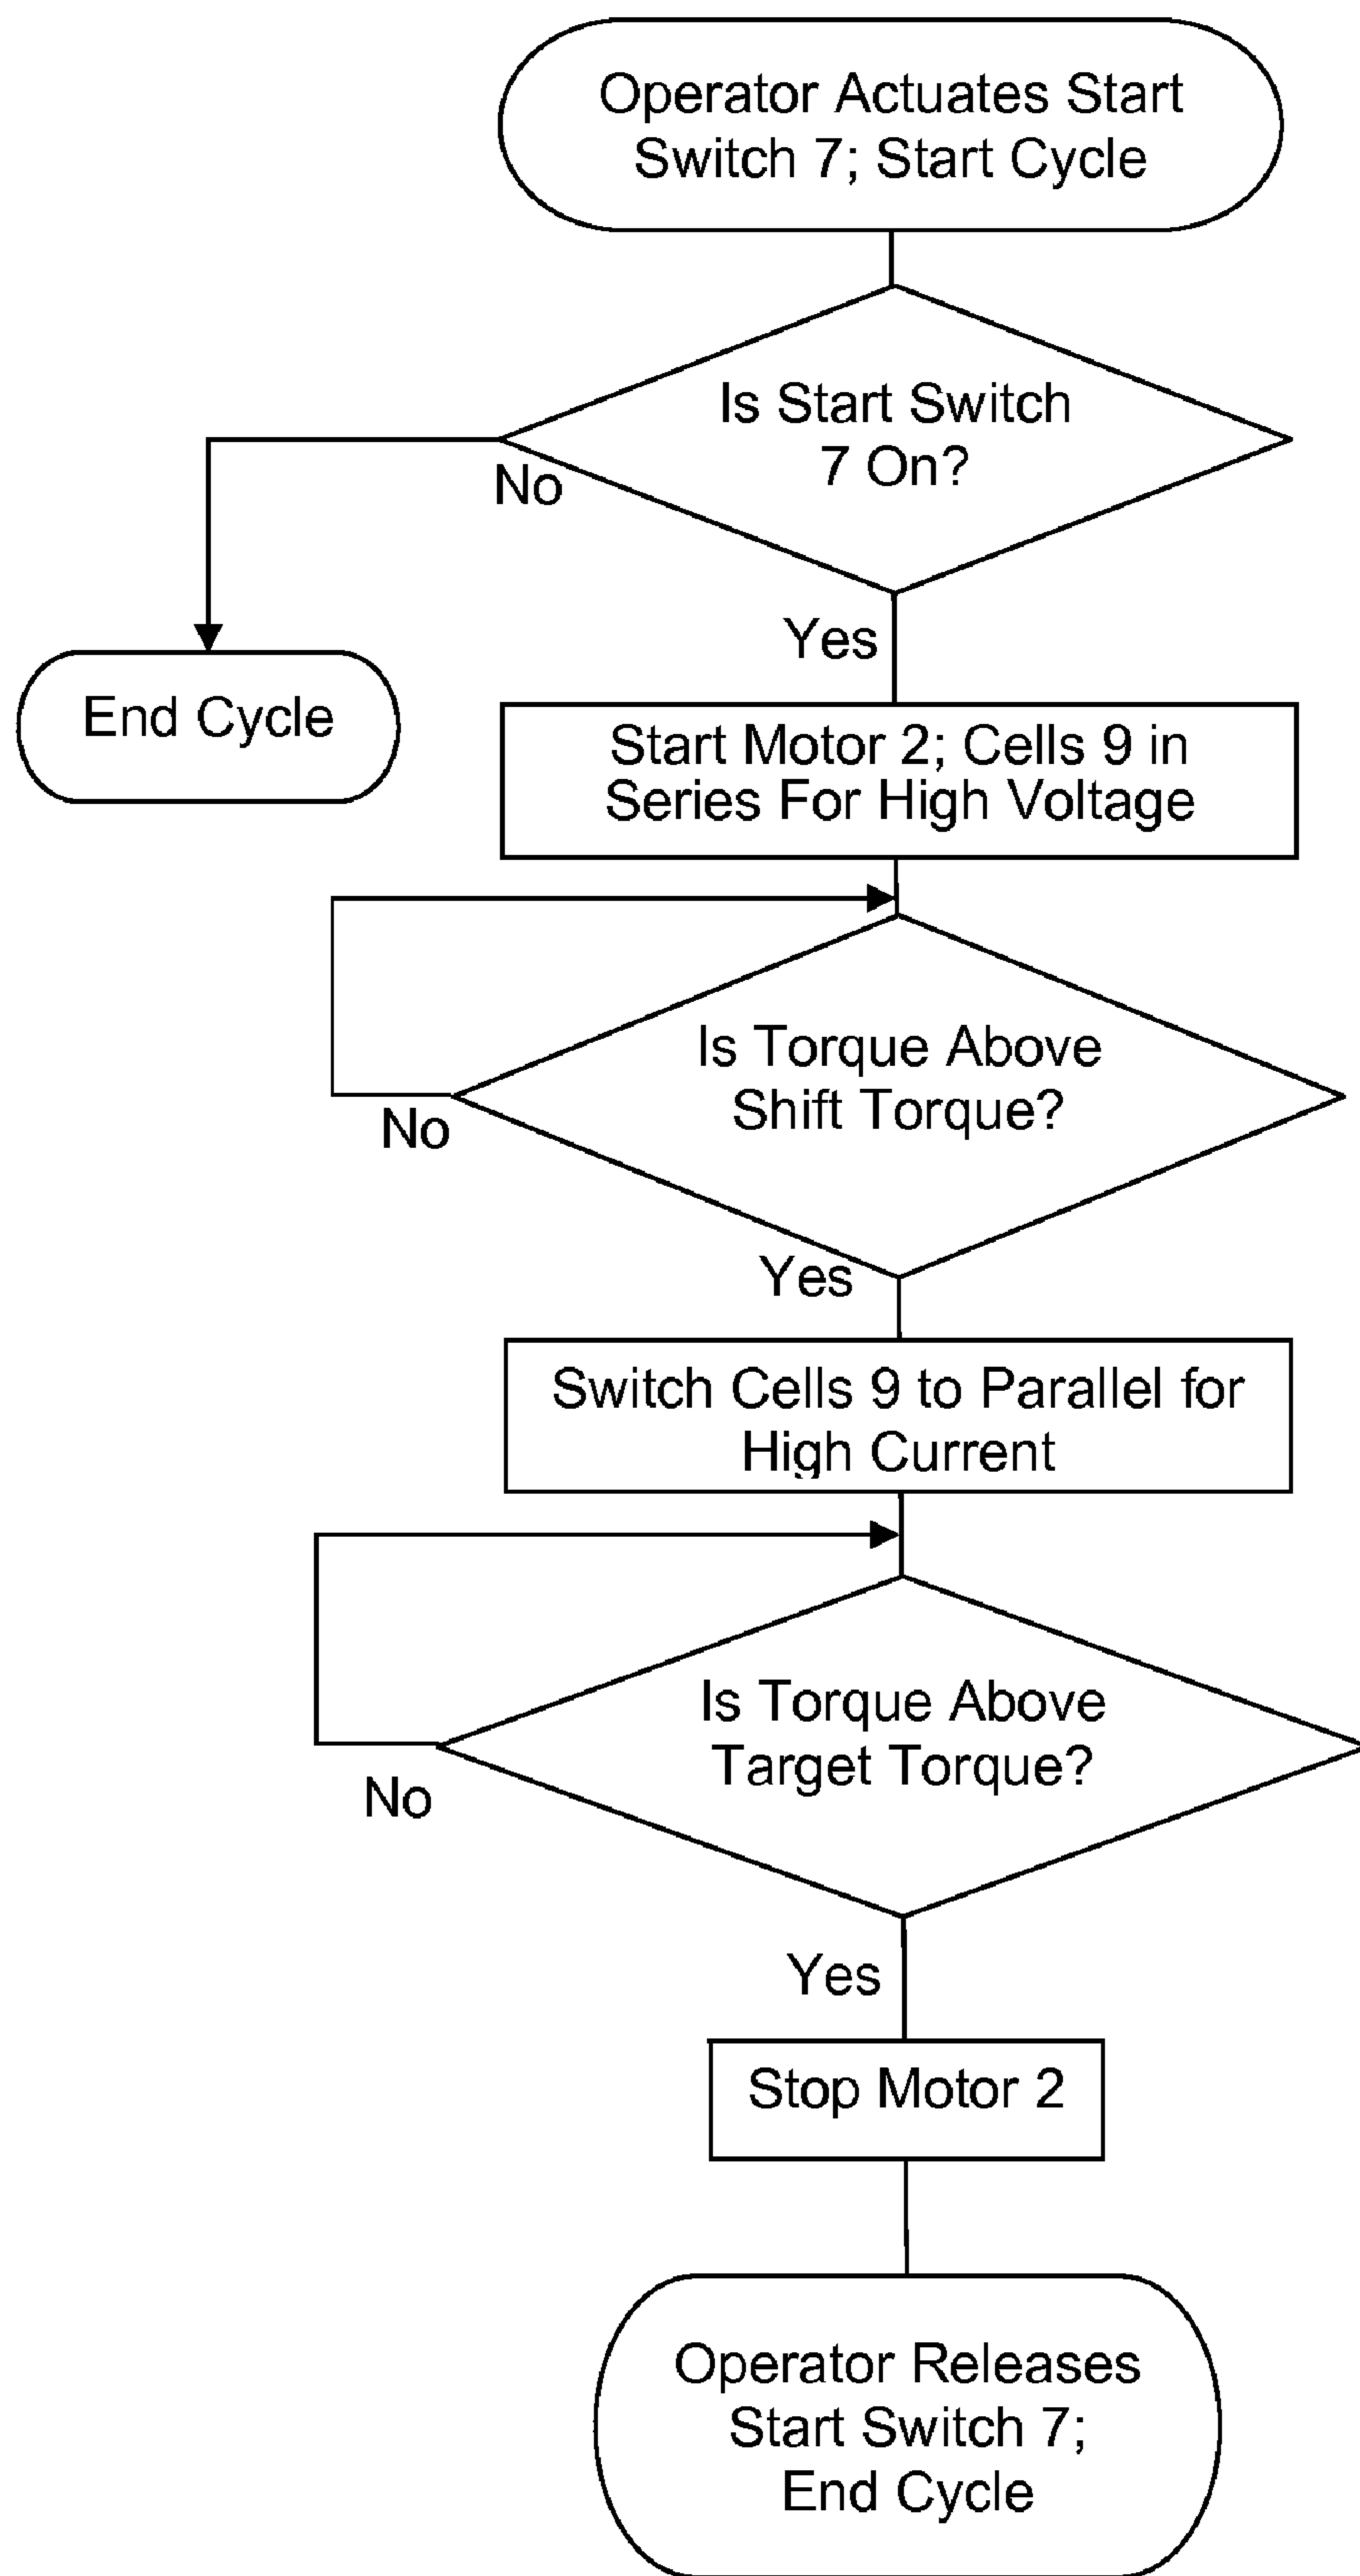 Operator Actuates Start
Switch 7; Start Cycle
Is Start Switch
7 On?
No
Yes
End Cycle
Start Motor 2; Cells 9 in
Series For High Voltage
Is Torque Above
Shift Torque?
No
Yes
Switch Cells 9 to Parallel for
High Current
Is Torque Above
Target Torque?
No
Yes
Stop Motor 2
Operator Releases
Start Switch 7;
End Cycle